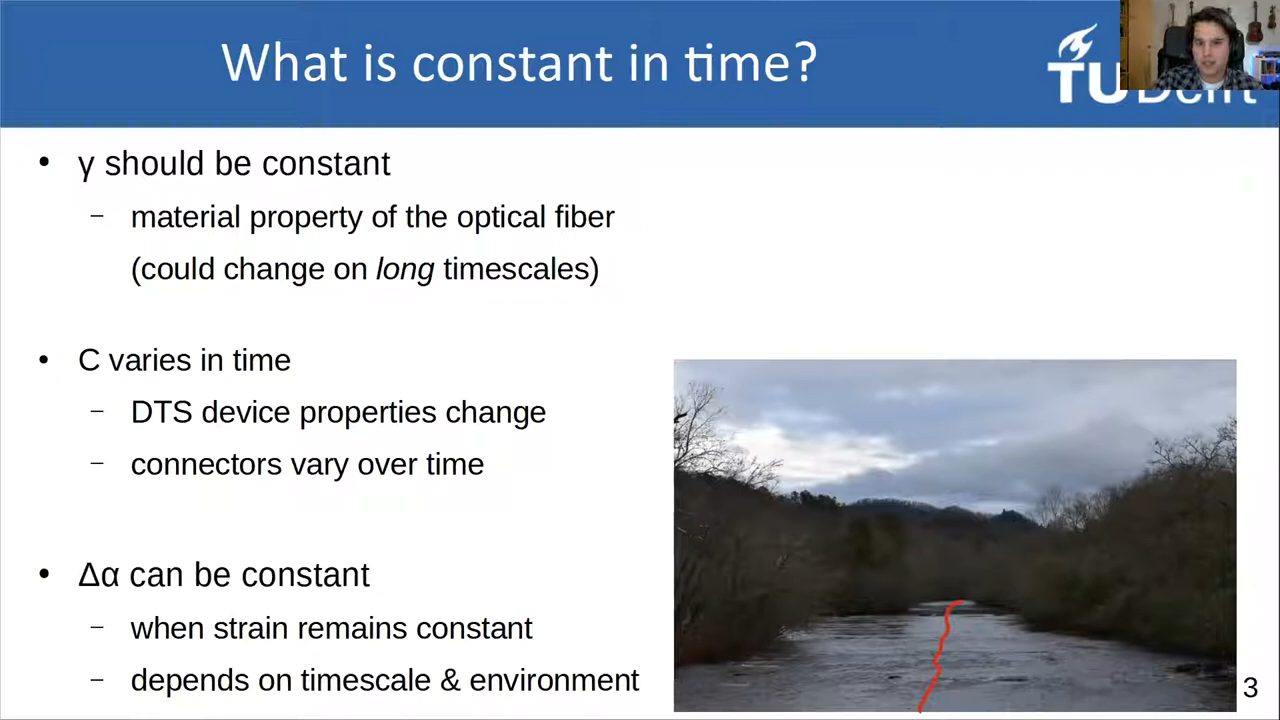 What is constant in time?
TU Delft
• γ should be constant
– material property of the optical fiber
(could change on long timescales)
• C varies in time
– DTS device properties change
– connectors vary over time
• Δα can be constant
– when strain remains constant
– depends on timescale & environment
3